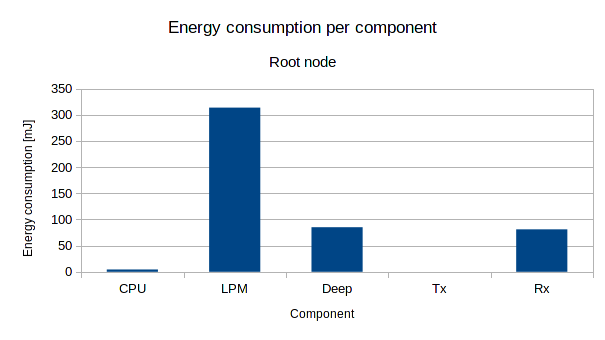 Energy consumption per component
Root node
Energy consumption [mJ]
350
300
250
200
150
100
50
0
CPU LPM Deep Tx Rx
Component